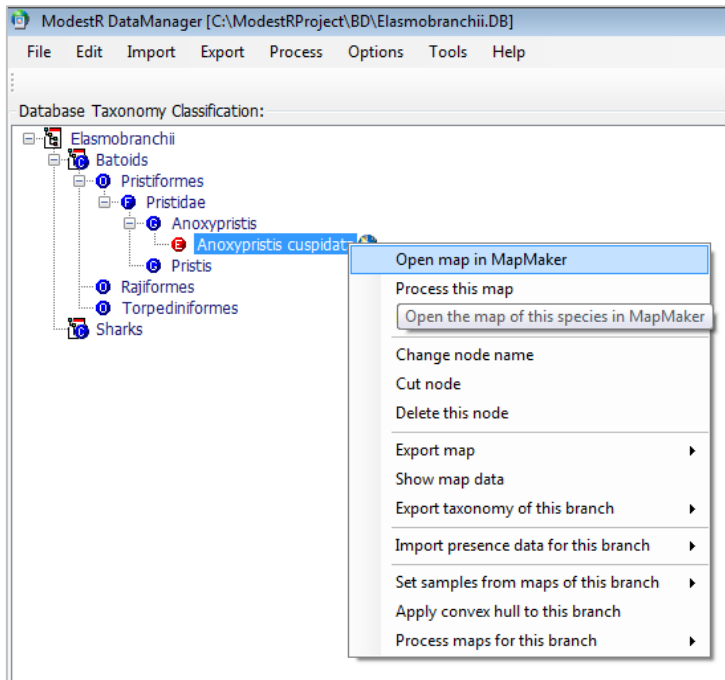 ModestR DataManager [C:\ModestRProject\BD\Elasmobranchii.DB]
File Edit Import Export Process Options Tools Help
Database Taxonomy Classification:
Elasmobranchii
C Batoids
O Pristiformes
F Pristidae
G Anoxypristis
E Anoxypristis cuspidat
G Pristis
O Rajiformes
O Torpediniformes
C Sharks
Open map in MapMaker
Process this map
Open the map of this species in MapMaker
Change node name
Cut node
Delete this node
Export map
Show map data
Export taxonomy of this branch
Import presence data for this branch
Set samples from maps of this branch
Apply convex hull to this branch
Process maps for this branch